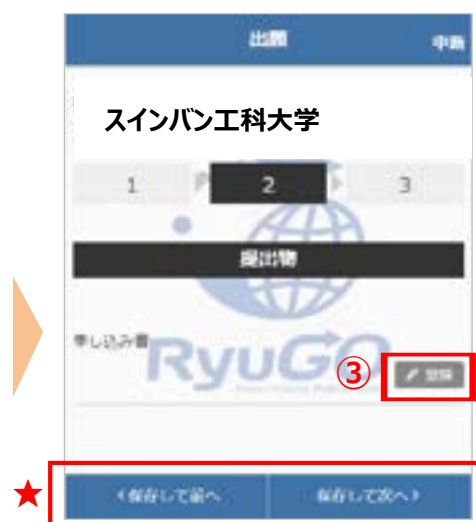 出願 中断
スインバン工科大学
1 2 3
提出物
申し込み書
RyuGO
③ 登録
★ 保存して前へ 保存して次へ